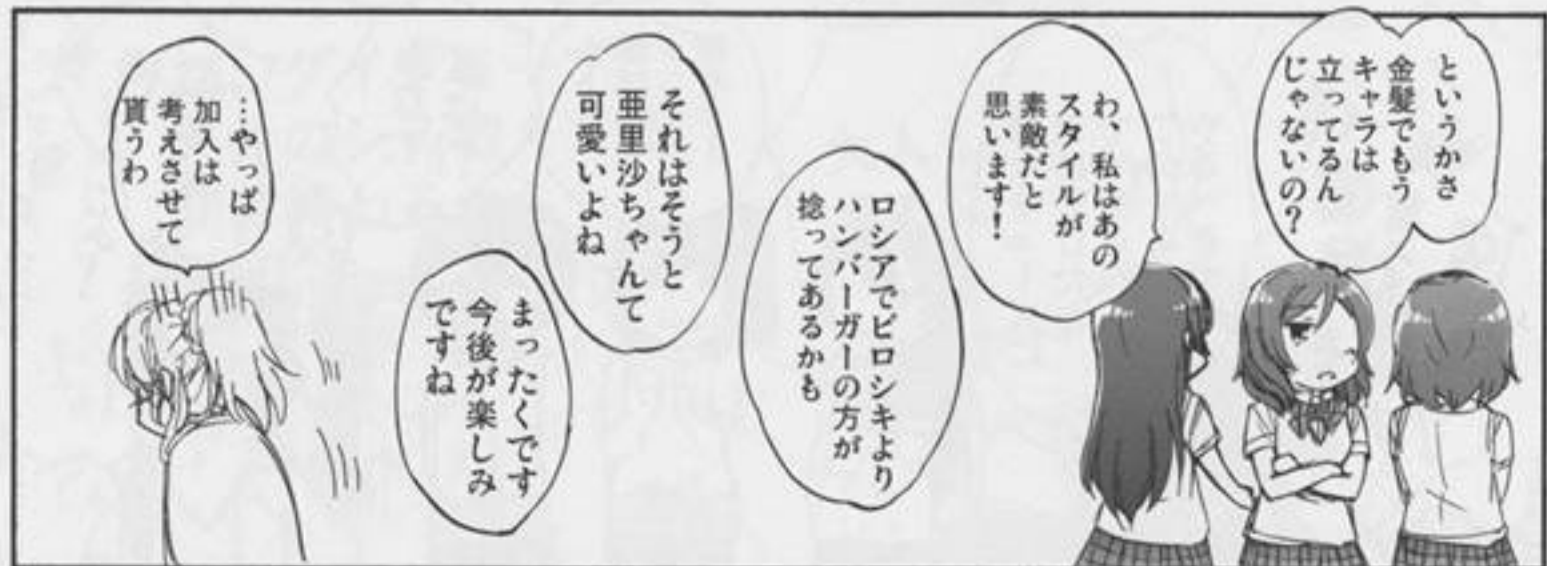 というかさ
金髪でもう
キャラは
立ってるん
じゃないの?
わ、私はあの
スタイルが
素敵だと
思います!
ロシアでピロシキより
ハンバーガーの方が
捻ってあるかも
それはそうと
亜里沙ちゃんて
可愛いよね
まったくです
今後が楽しみ
ですね
…やっぱ
加入は
考えさせて
貰うわ